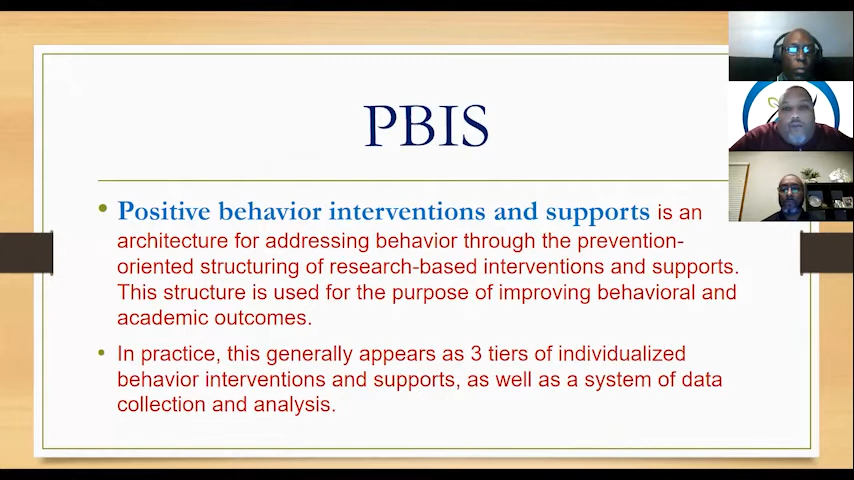 PBIS
• Positive behavior interventions and supports is an
architecture for addressing behavior through the prevention-
oriented structuring of research-based interventions and supports.
This structure is used for the purpose of improving behavioral and
academic outcomes.
• In practice, this generally appears as 3 tiers of individualized
behavior interventions and supports, as well as a system of data
collection and analysis.